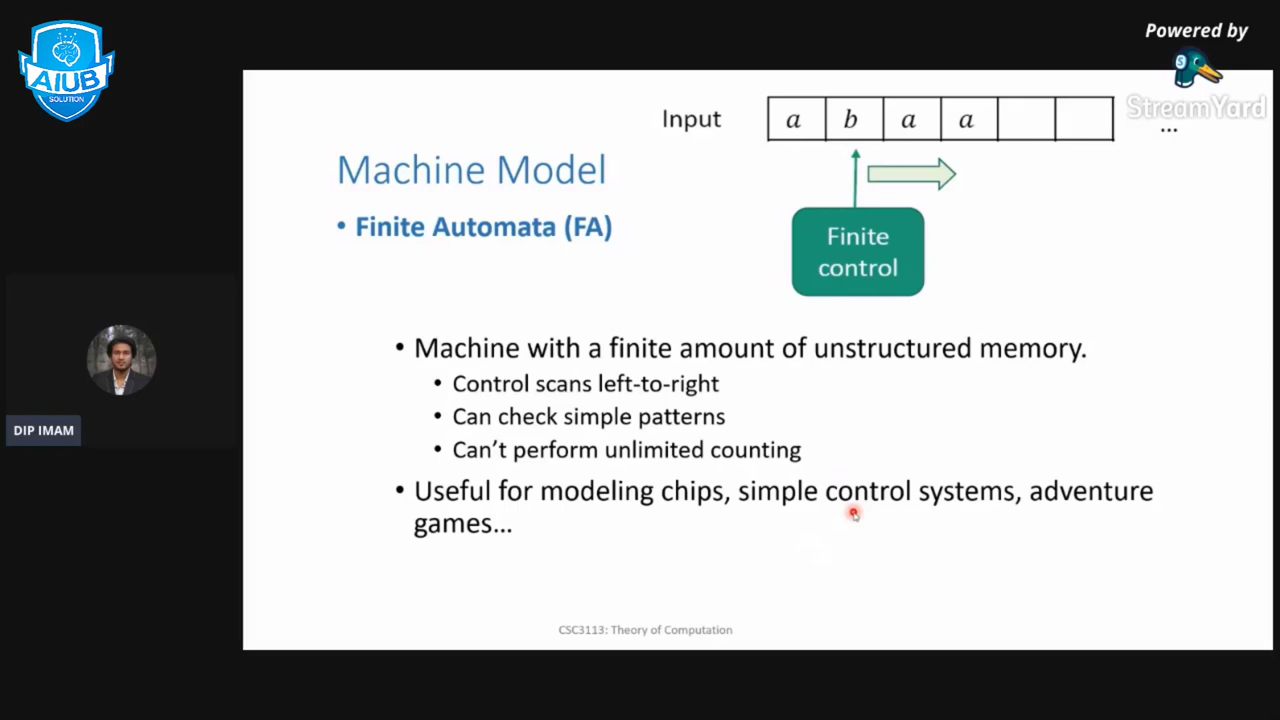 AIUB
SOLUTION
Powered by
StreamYard
Input a b a a ...
Machine Model
• Finite Automata (FA)
Finite
control
• Machine with a finite amount of unstructured memory.
• Control scans left-to-right
• Can check simple patterns
• Can’t perform unlimited counting
• Useful for modeling chips, simple control systems, adventure
games…
DIP IMAM
CSC3113: Theory of Computation